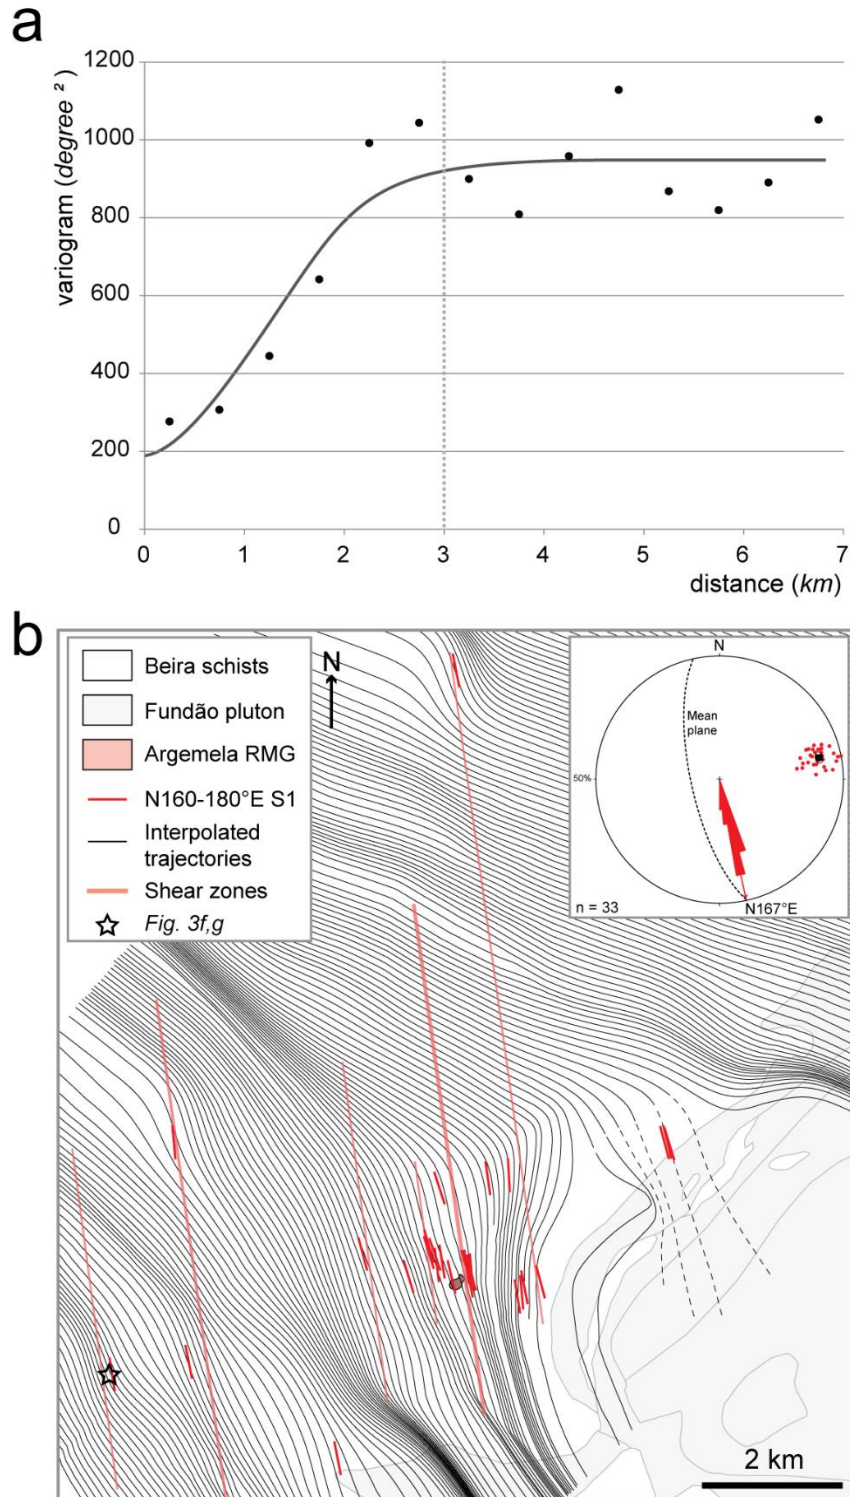 a
1200
1000
800
600
400
200
0
variogram (degree ²)
0 1 2 3 4 5 6 7
distance (km)
b
Beira schists
Fundão pluton
Argemela RMG
N160-180°E S1
Interpolated
trajectories
Shear zones
Fig. 3f,g
N
N
Mean
plane
50%
n = 33
N167°E
2 km